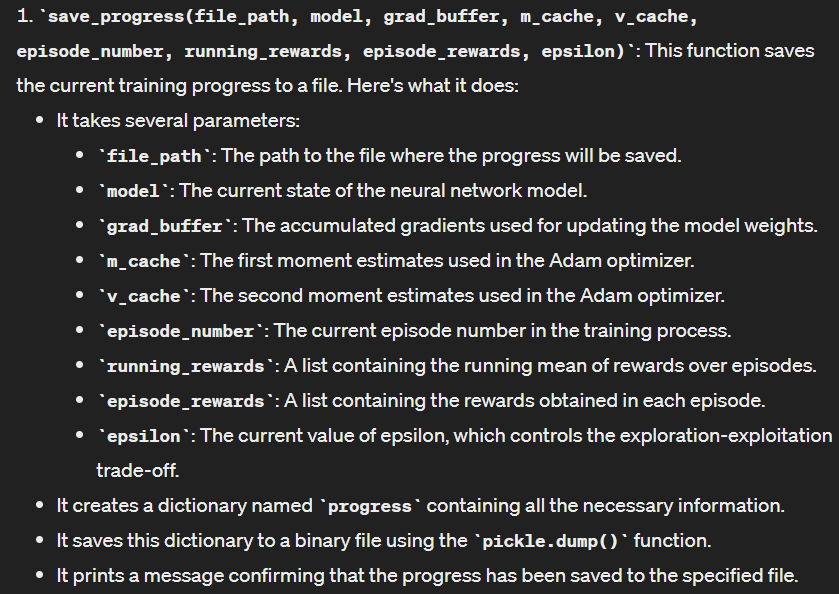 1. `save_progress(file_path, model, grad_buffer, m_cache, v_cache,
episode_number, running_rewards, episode_rewards, epsilon)`: This function saves
the current training progress to a file. Here's what it does:
• It takes several parameters:
• `file_path`: The path to the file where the progress will be saved.
• `model`: The current state of the neural network model.
• `grad_buffer`: The accumulated gradients used for updating the model weights.
• `m_cache`: The first moment estimates used in the Adam optimizer.
• `v_cache`: The second moment estimates used in the Adam optimizer.
• `episode_number`: The current episode number in the training process.
• `running_rewards`: A list containing the running mean of rewards over episodes.
• `episode_rewards`: A list containing the rewards obtained in each episode.
• `epsilon`: The current value of epsilon, which controls the exploration-exploitation
trade-off.
• It creates a dictionary named `progress` containing all the necessary information.
• It saves this dictionary to a binary file using the `pickle.dump()` function.
• It prints a message confirming that the progress has been saved to the specified file.